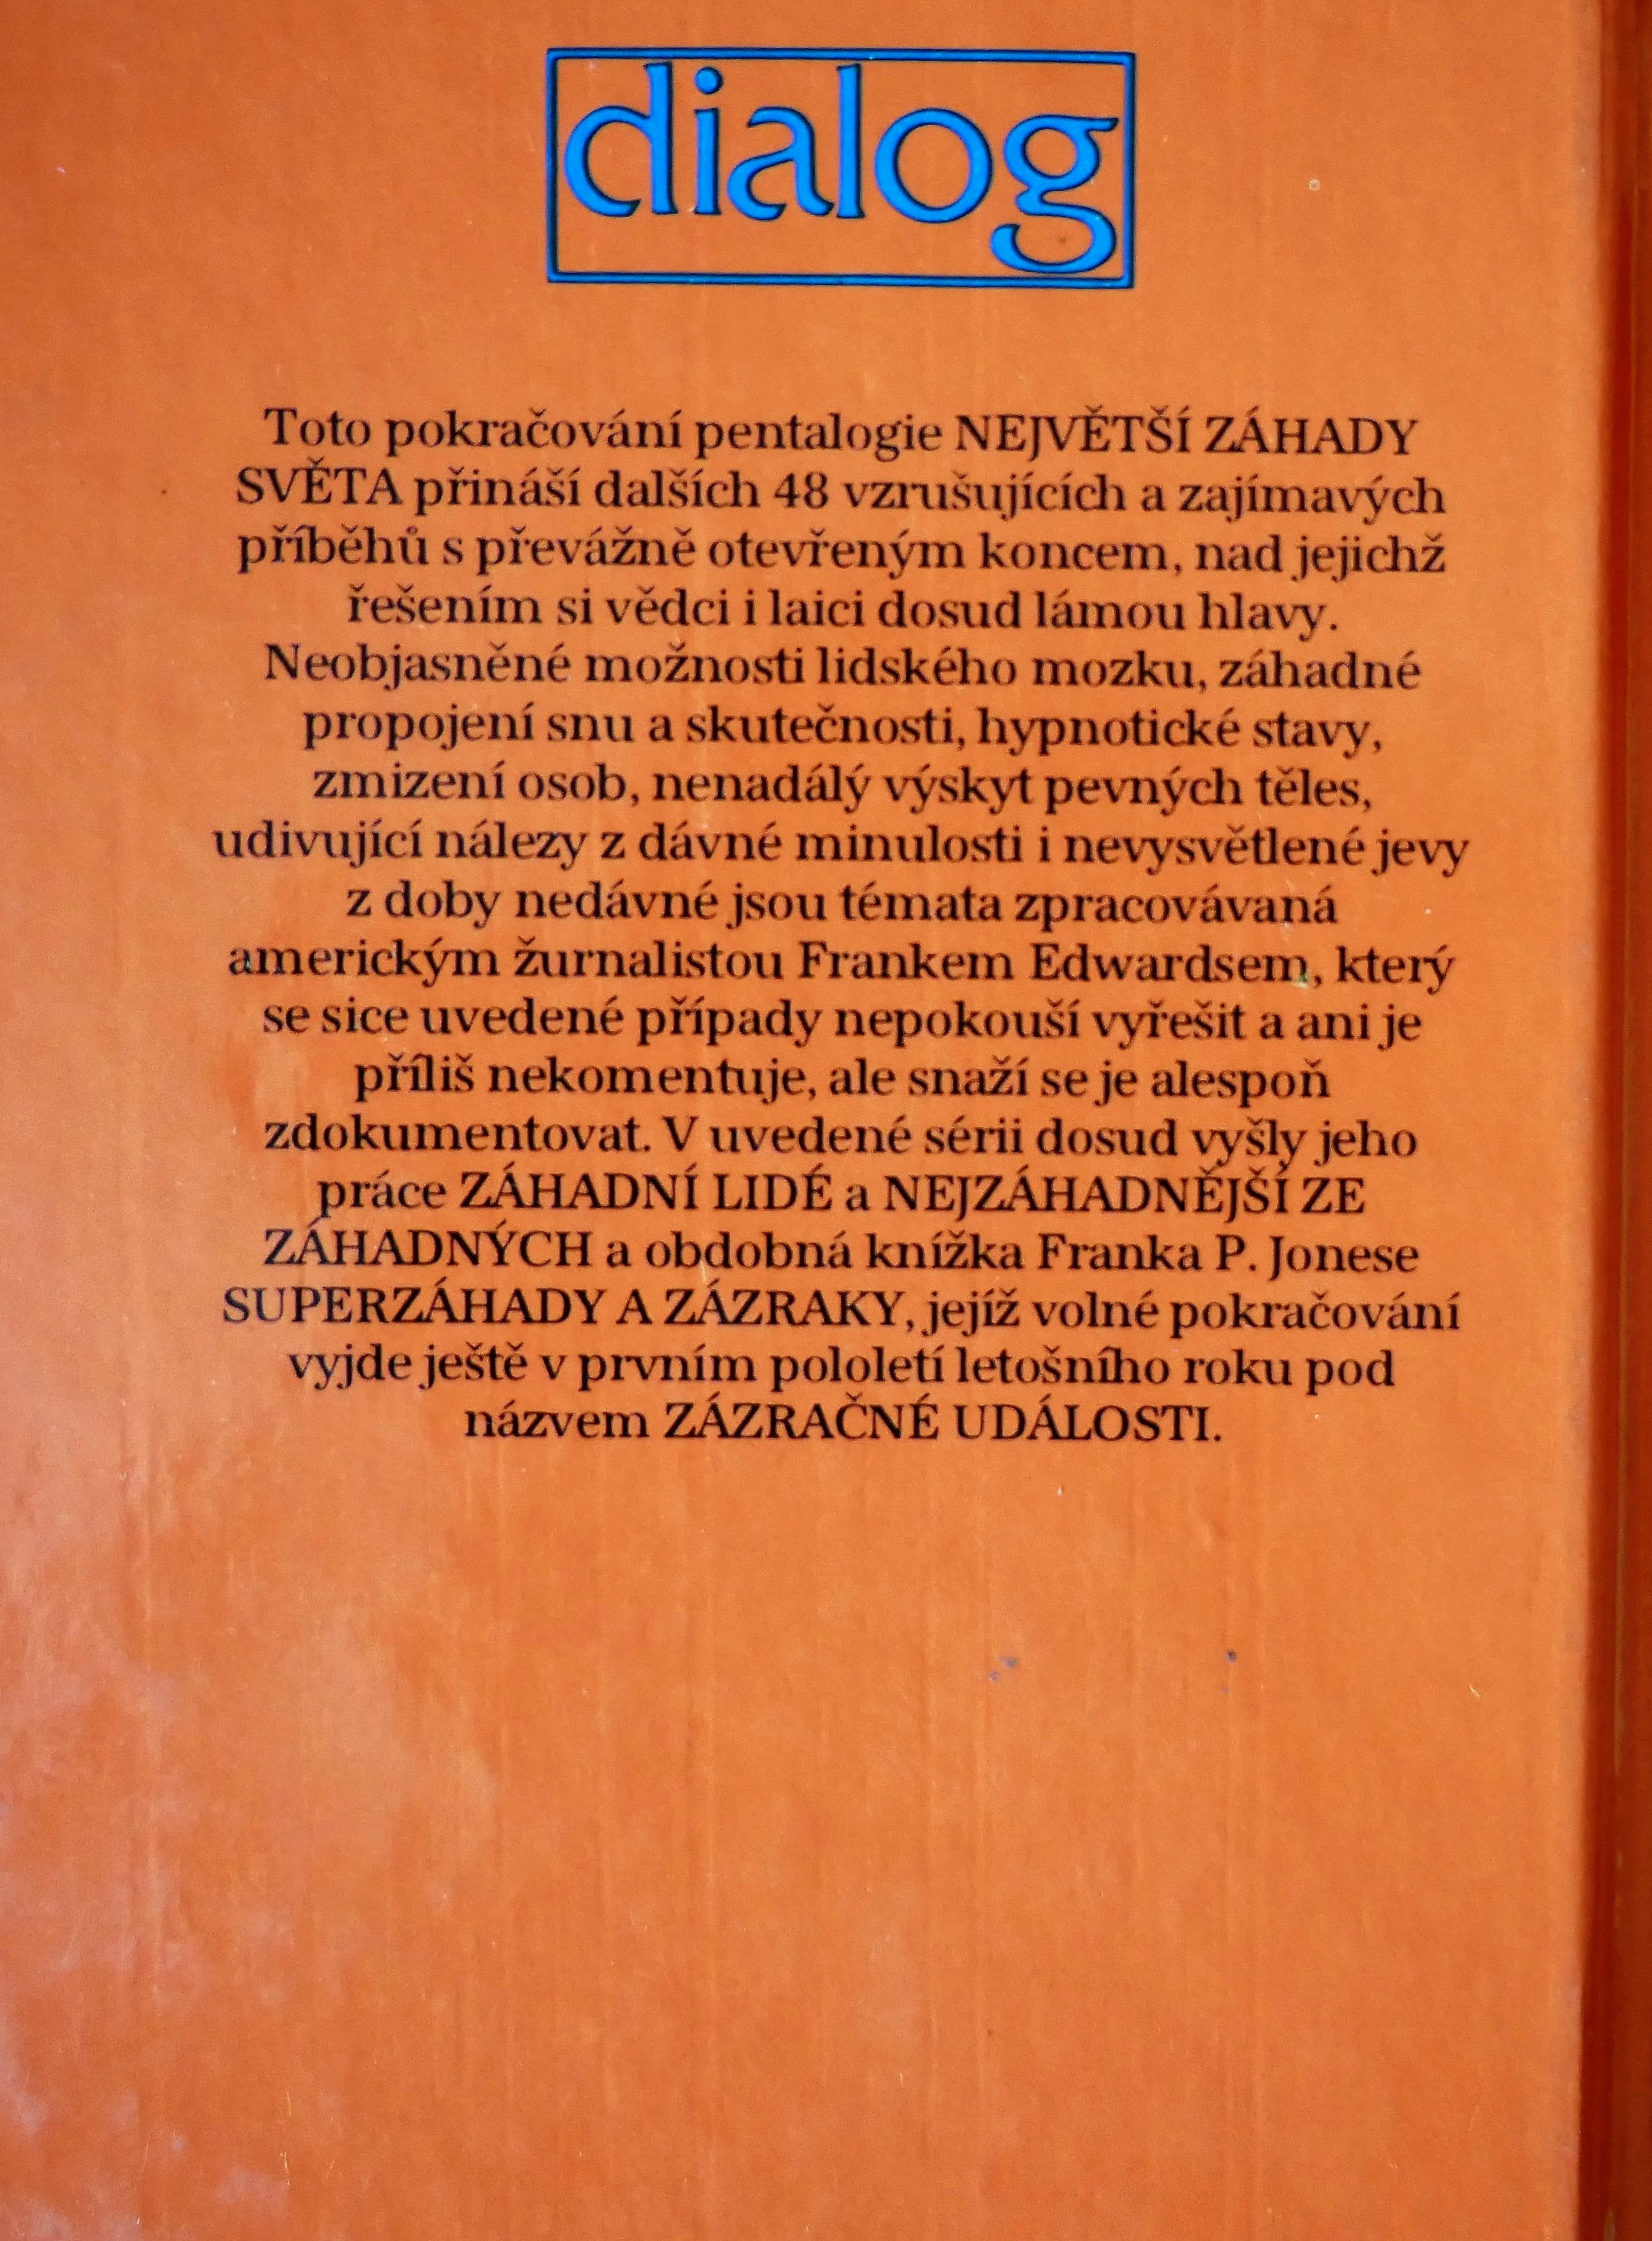 dialog
Toto pokračování pentalogie NEJVĚTŠÍ ZÁHADY
SVĚTA přináší dalších 48 vzrušujících a zajímavých
příběhů s převážně otevřeným koncem, nad jejichž
řešením si vědci i laici dosud lámou hlavy.
Neobjasněné možnosti lidského mozku, záhadné
propojení snu a skutečnosti, hypnotické stavy,
zmizení osob, nenadálý výskyt pevných těles,
udivující nálezy z dávné minulosti i nevysvětlené jevy
z doby nedávné jsou témata zpracovávaná
americkým žurnalistou Frankem Edwardsem, který
se sice uvedené případy nepokouší vyřešit a ani je
příliš nekomentuje, ale snaží se je alespoň
zdokumentovat. V uvedené sérii dosud vyšly jeho
práce ZÁHADNÍ LIDÉ a NEJZÁHADNĚJŠÍ ZE
ZÁHADNÝCH a obdobná knížka Franka P. Jonese
SUPERZÁHADY A ZÁZRAKY, jejíž volné pokračování
vyjde ještě v prvním pololetí letošního roku pod
názvem ZÁZRAČNÉ UDÁLOSTI.